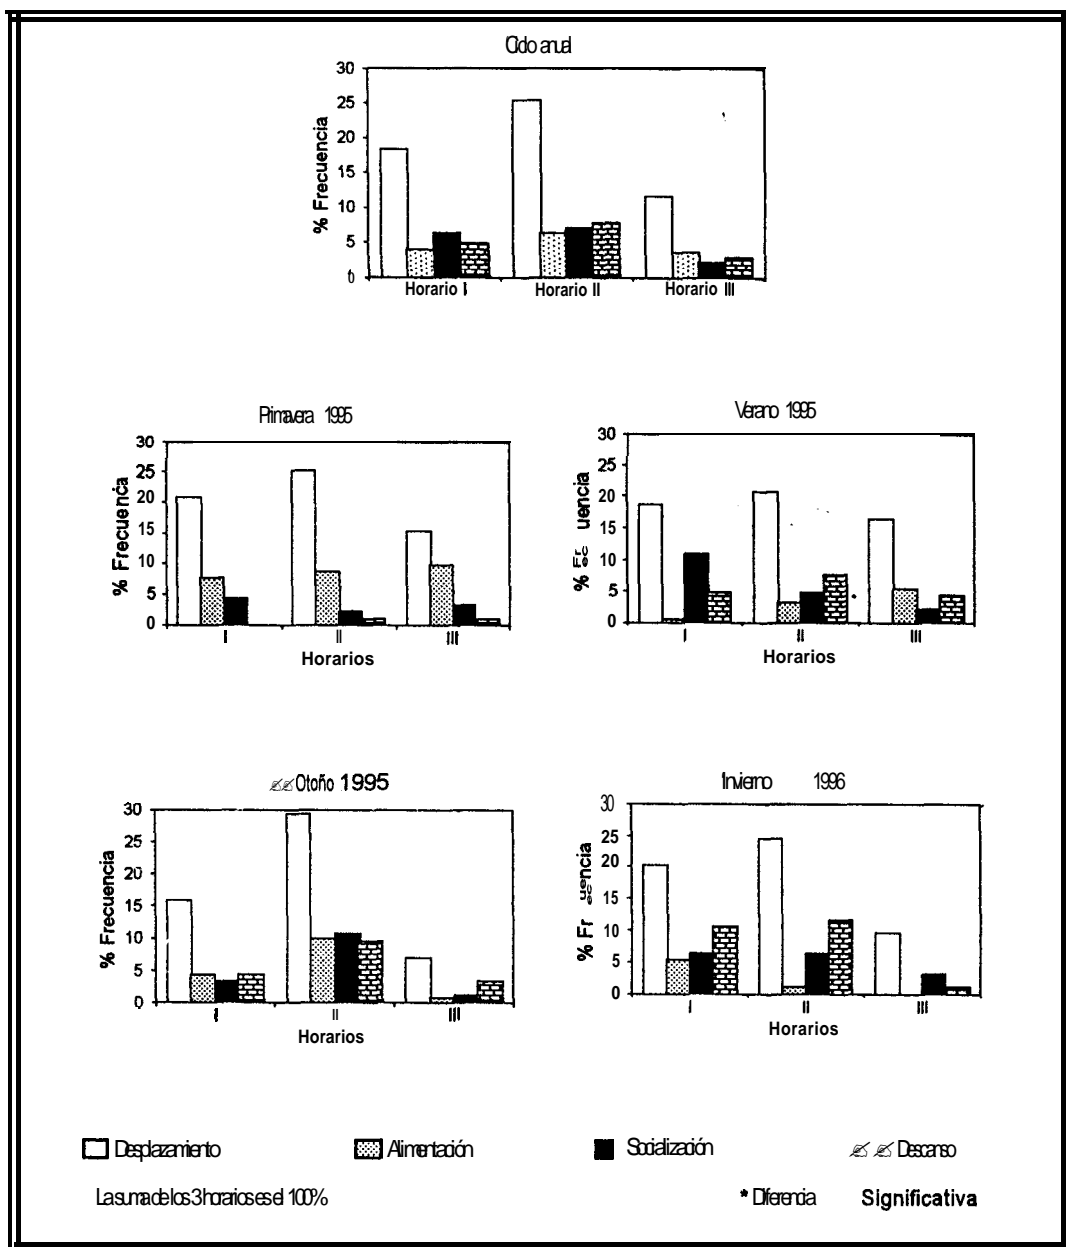 Ciclo anual
30
25
20
15
10
5
0
% Frecuencia
Horario I Horario II Horario III
Primavera 1995
30
25
20
15
10
5
0
% Frecuencia
I II III
Horarios
Verano 1995
30
25
20
15
10
5
0
% Frecuencia
I II III
Horarios
Otoño 1995
30
25
20
15
10
5
0
% Frecuencia
I II III
Horarios
Invierno 1996
30
25
20
15
10
5
0
% Frecuencia
I II III
Horarios
Desplazamiento Alimentación Socialización Descanso
La suma de los 3 horarios es el 100% * Diferencia Significativa